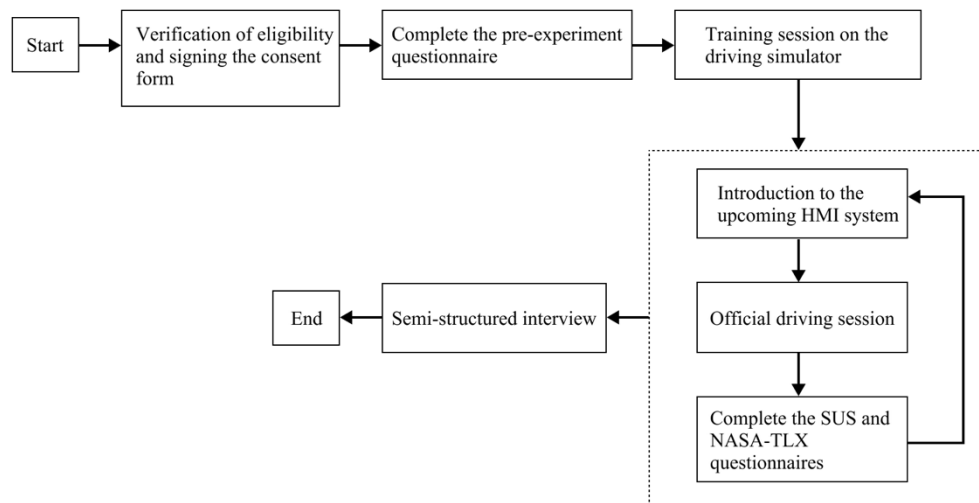 Start
Verification of eligibility
and signing the consent
form
Complete the pre-experiment
questionnaire
Training session on the
driving simulator
Introduction to the
upcoming HMI system
Official driving session
Complete the SUS and
NASA-TLX
questionnaires
Semi-structured interview
End